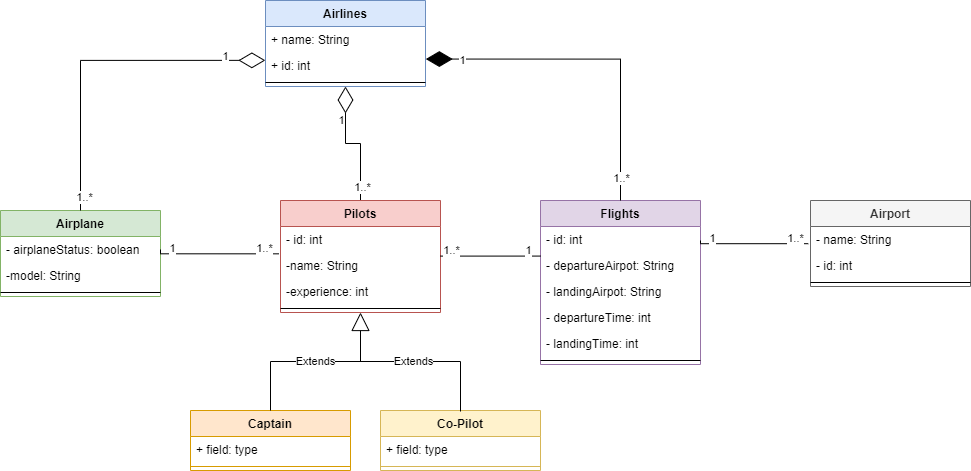 Airlines
+ name: String
+ id: int
1
1
1
1..*
1..*
1..*
Airplane
- airplaneStatus: boolean
-model: String
1
1..*
Pilots
- id: int
-name: String
-experience: int
1..*
1
Flights
- id: int
- departureAirpot: String
- landingAirpot: String
- departureTime: int
- landingTime: int
1
1..*
Airport
- name: String
- id: int
Extends
Extends
Captain
+ field: type
Co-Pilot
+ field: type